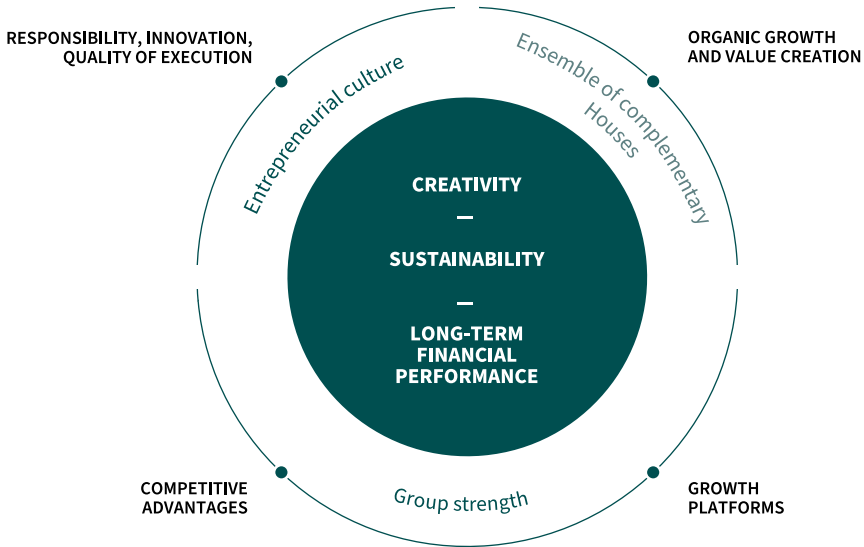 RESPONSIBILITY, INNOVATION,
QUALITY OF EXECUTION
ORGANIC GROWTH
AND VALUE CREATION
Entrepreneurial culture
Ensemble of complementary
Houses
CREATIVITY
–
SUSTAINABILITY
–
LONG-TERM
FINANCIAL
PERFORMANCE
COMPETITIVE
ADVANTAGES
Group strength
GROWTH
PLATFORMS